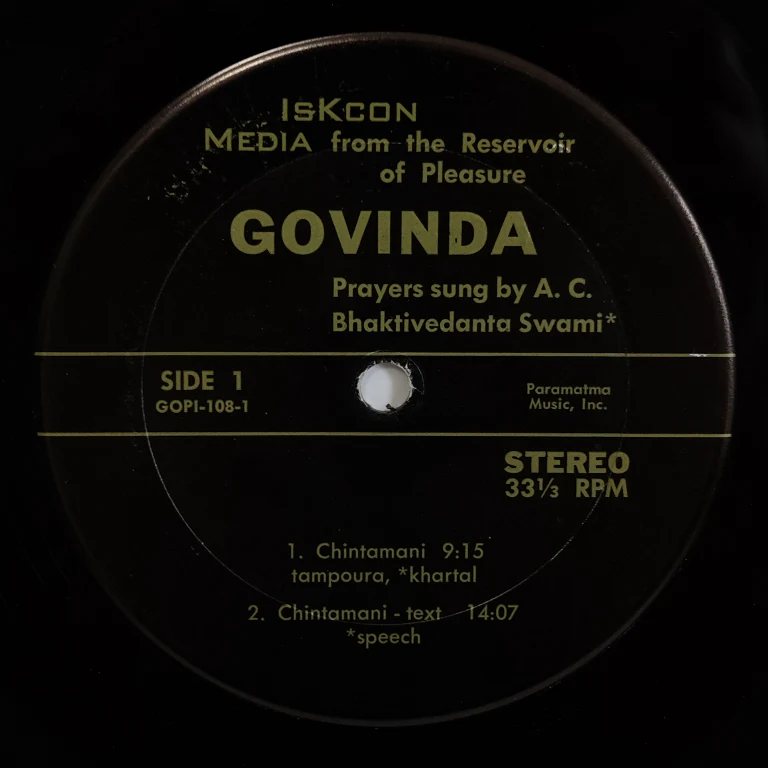 IsKcon
Media from the Reservoir
of Pleasure
GOVINDA
Prayers sung by A. C.
Bhaktivedanta Swami*
SIDE 1
GOPI-108-1
Paramatma
Music, Inc.
STEREO
33⅓ RPM
1. Chintamani 9:15
tampoura, *khartal
2. Chintamani - text 14:07
*speech